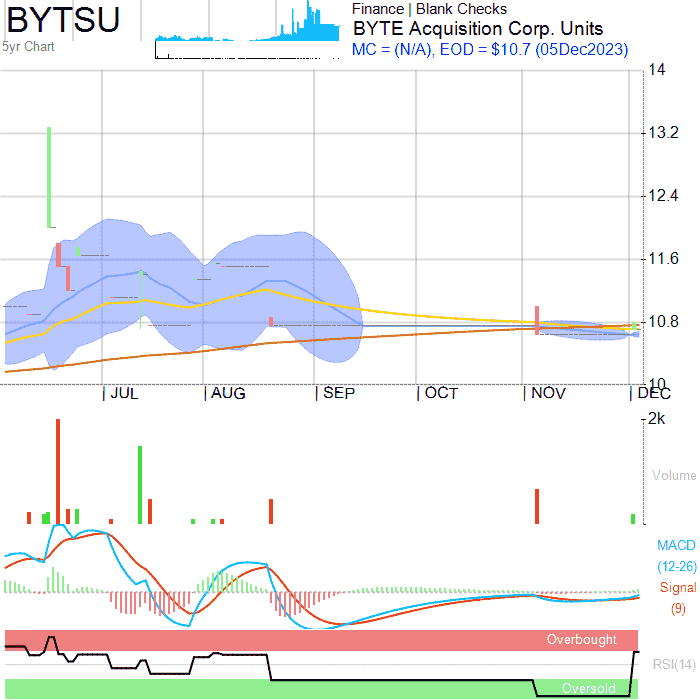 BYTSU
5yr Chart
Finance | Blank Checks
BYTE Acquisition Corp. Units
MC = (N/A), EOD = $10.7 (05Dec2023)
14
13.2
12.4
11.6
10.8
10
JUL AUG SEP OCT NOV DEC
2k
Volume
MACD
(12-26)
Signal
(9)
Overbought
RSI(14)
Oversold